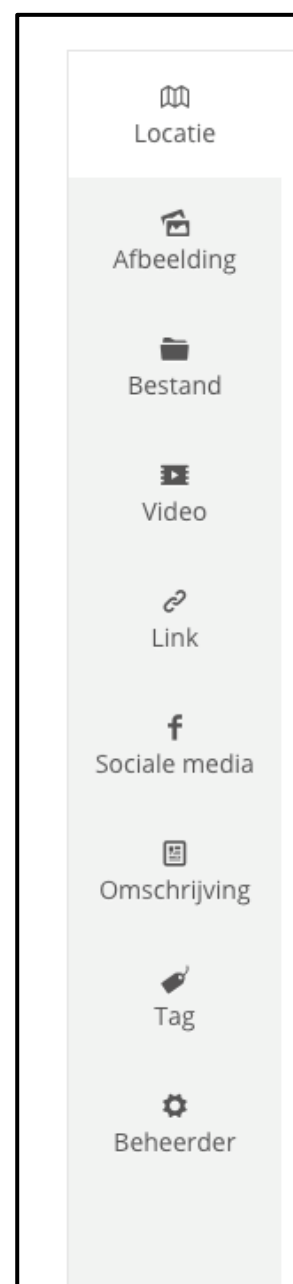 Locatie
Afbeelding
Bestand
Video
Link
Sociale media
Omschrijving
Tag
Beheerder